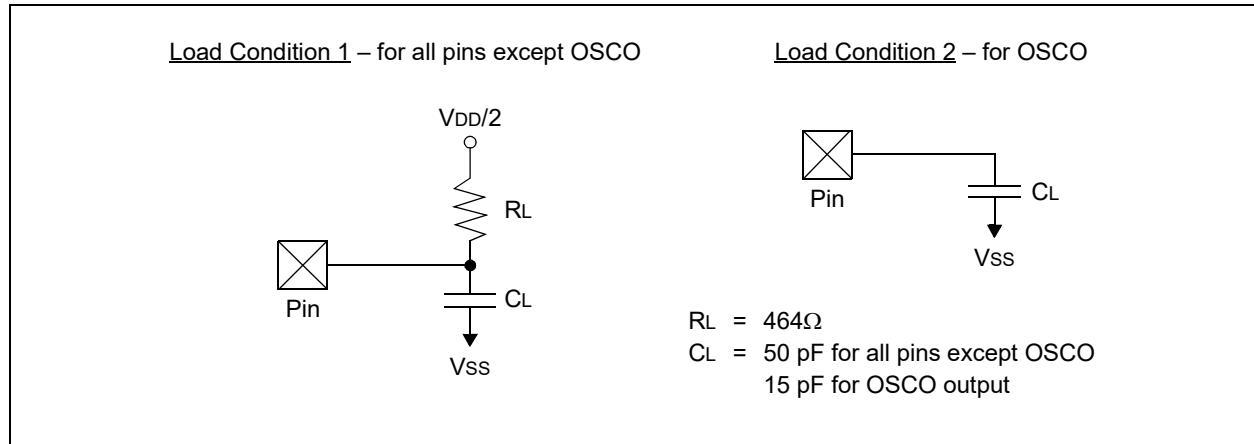 Load Condition 1 – for all pins except OSCO
VDD/2
RL
Pin
CL
VSS
Load Condition 2 – for OSCO
Pin
CL
VSS
RL = 464Ω
CL = 50 pF for all pins except OSCO
15 pF for OSCO output